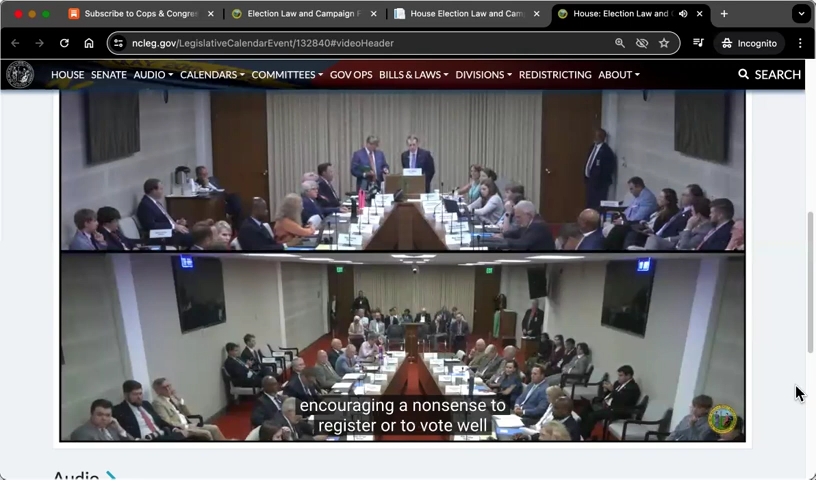 Subscribe to Cops & Congre
Election Law and Campaign F
House Election Law and Cam
House: Election Law and
ncleg.gov/LegislativeCalendarEvent/132840#videoHeader
Incognito
HOUSE SENATE AUDIO CALENDARS COMMITTEES GOV OPS BILLS & LAWS DIVISIONS REDISTRICTING ABOUT
SEARCH
encouraging a nonsense to
register or to vote well
Audio